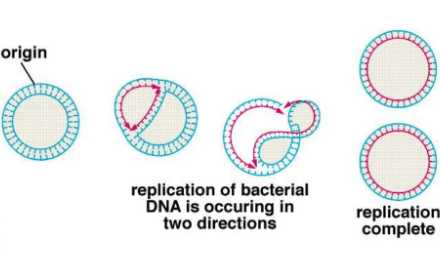 origin
replication of bacterial
DNA is occuring in
two directions
replication
complete